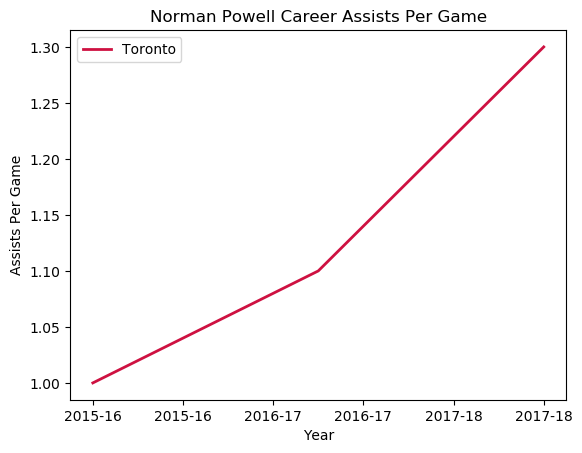 Norman Powell Career Assists Per Game
Toronto
1.30
1.25
1.20
1.15
1.10
1.05
1.00
Assists Per Game
2015-16 2015-16 2016-17 2016-17 2017-18 2017-18
Year